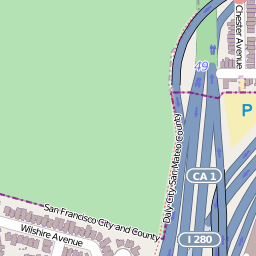 Chester Avenue
49
P
Daly City San Mateo County
CA 1
San Francisco City and County
Wilshire Avenue
I 280